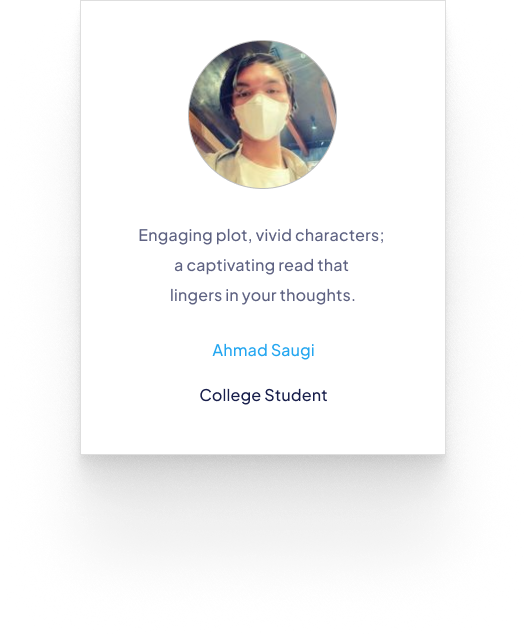 Engaging plot, vivid characters;
a captivating read that
lingers in your thoughts.
Ahmad Saugi
College Student